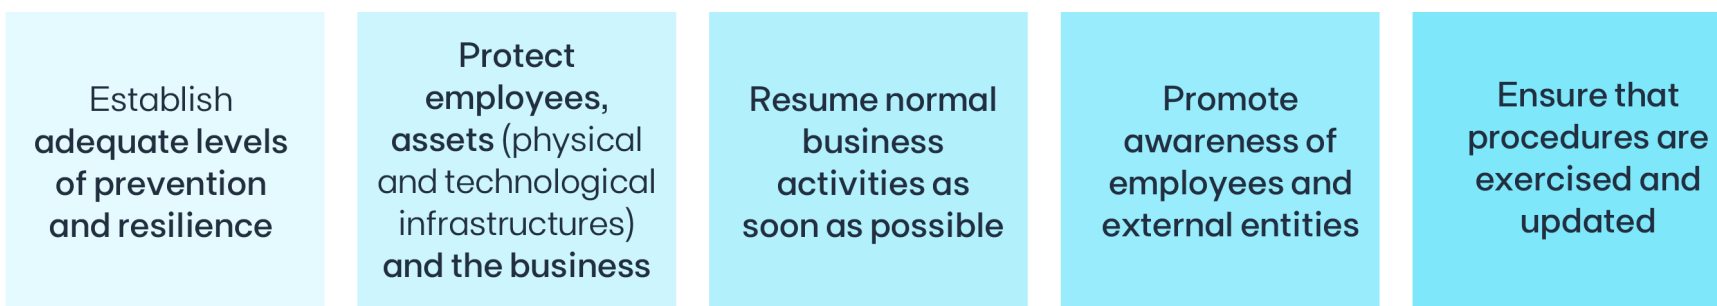 Establish
adequate levels
of prevention
and resilience
Protect
employees,
assets (physical
and technological
infrastructures)
and the business
Resume normal
business
activities as
soon as possible
Promote
awareness of
employees and
external entities
Ensure that
procedures are
exercised and
updated